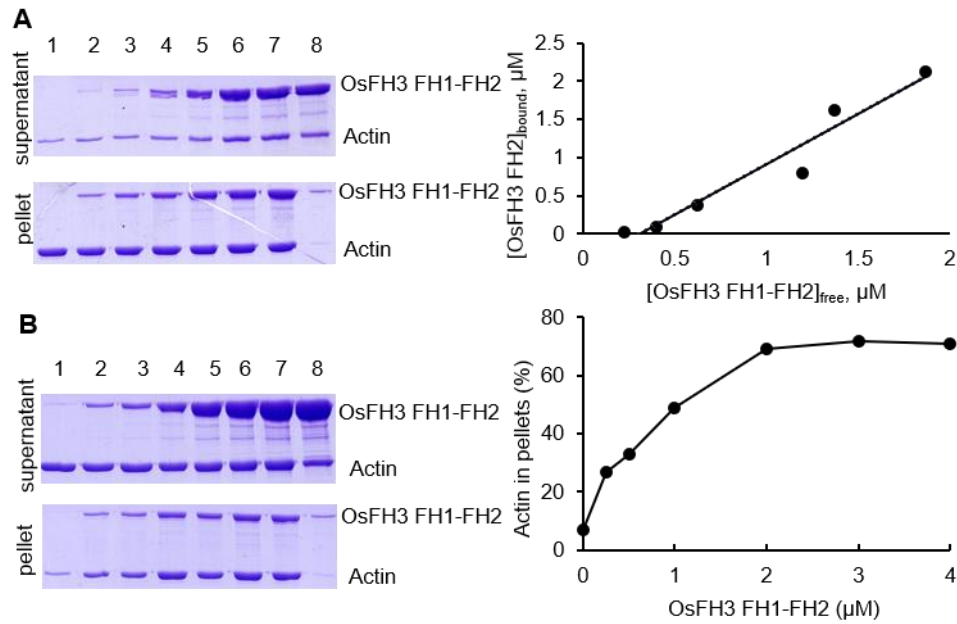 A
1 2 3 4 5 6 7 8
supernatant
OsFH3 FH1-FH2
Actin
pellet
OsFH3 FH1-FH2
Actin
[OsFH3 FH2]bound, µM
2.5
2
1.5
1
0.5
0
0 0.5 1 1.5 2
[OsFH3 FH1-FH2]free, µM
B
1 2 3 4 5 6 7 8
supernatant
OsFH3 FH1-FH2
Actin
pellet
OsFH3 FH1-FH2
Actin
Actin in pellets (%)
80
60
40
20
0
0 1 2 3 4
OsFH3 FH1-FH2 (µM)